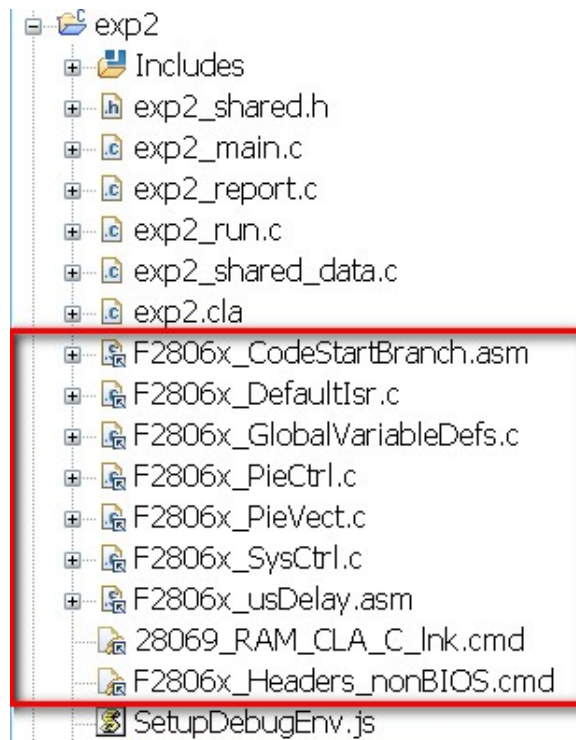 exp2
Includes
exp2_shared.h
exp2_main.c
exp2_report.c
exp2_run.c
exp2_shared_data.c
exp2.cla
F2806x_CodeStartBranch.asm
F2806x_DefaultIsr.c
F2806x_GlobalVariableDefs.c
F2806x_PieCtrl.c
F2806x_PieVect.c
F2806x_SysCtrl.c
F2806x_usDelay.asm
28069_RAM_CLA_C_lnk.cmd
F2806x_Headers_nonBIOS.cmd
SetupDebugEnv.js